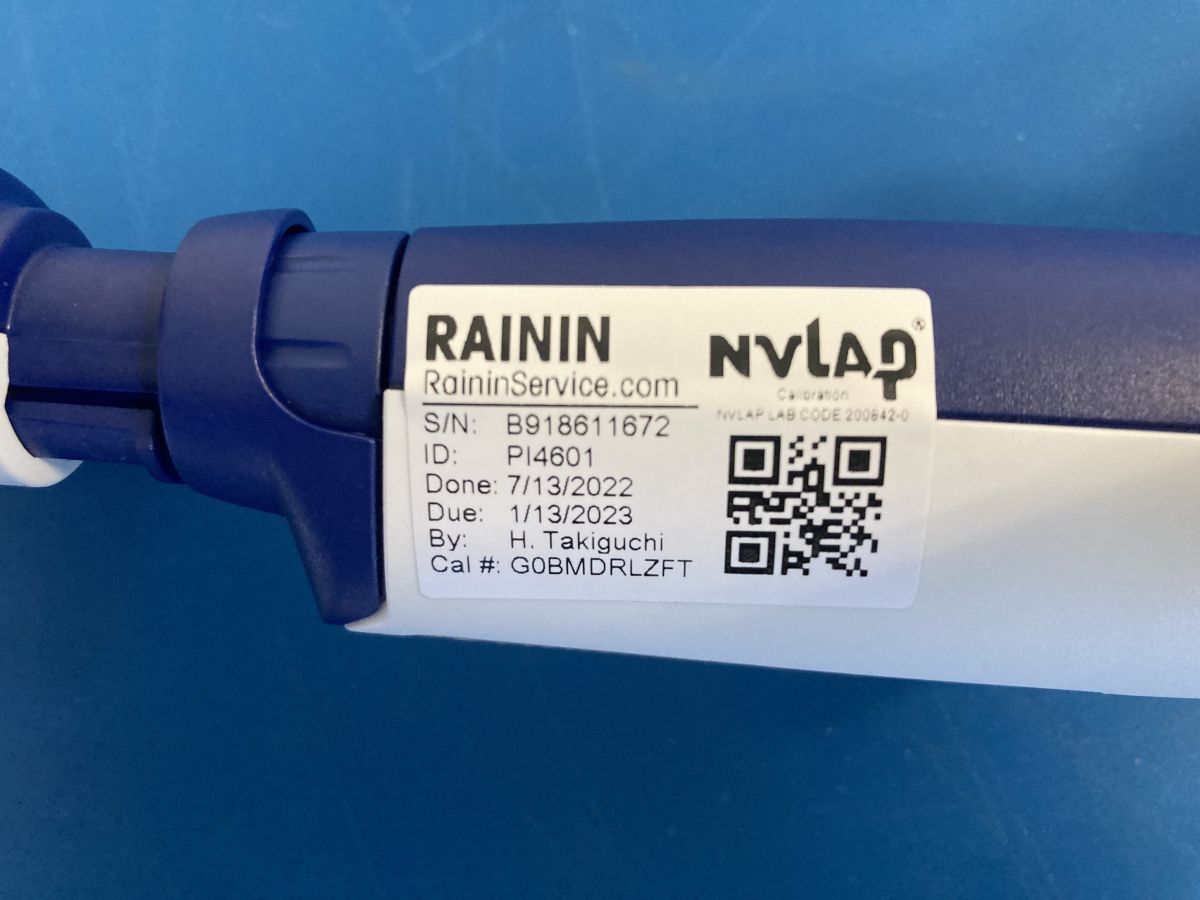 RAININ
RaininService.com
S/N: B918611672
ID: PI4601
Done: 7/13/2022
Due: 1/13/2023
By: H. Takiguchi
Cal #: G0BMDRLZFT
NVLAP®
Calibration
NVLAP LAB CODE 200842-0